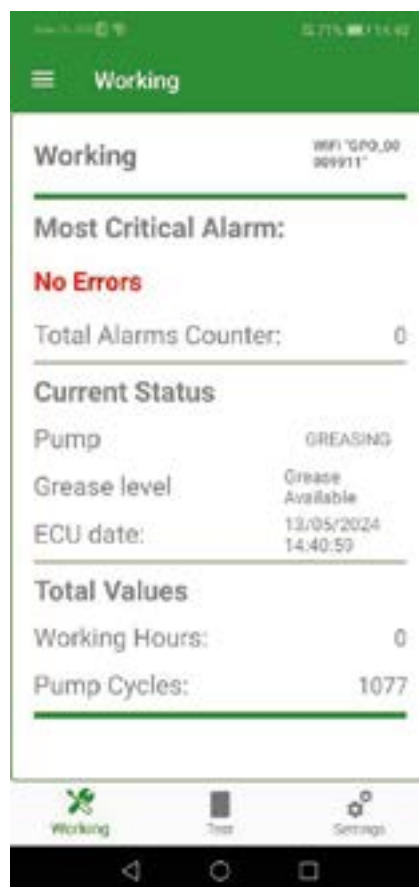 Working
Working
WiFi "GPO_00
009911"
Most Critical Alarm:
No Errors
Total Alarms Counter: 0
Current Status
Pump GREASING
Grease level Grease
Available
ECU date: 13/05/2024
14:40:59
Total Values
Working Hours: 0
Pump Cycles: 1077
Working Test Settings